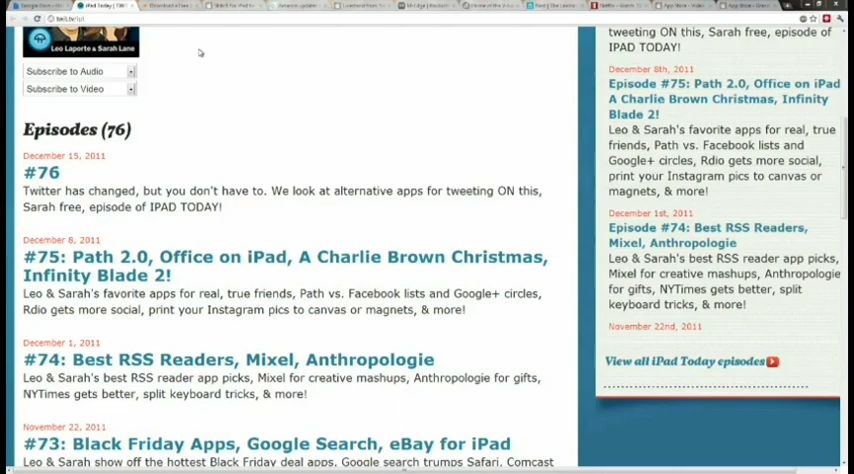 iPad Today | TWiT
twit.tv/ipt
Leo Laporte & Sarah Lane
Subscribe to Audio
Subscribe to Video
Episodes (76)
December 15, 2011
#76
Twitter has changed, but you don't have to. We look at alternative apps for tweeting ON this,
Sarah free, episode of IPAD TODAY!
December 8, 2011
#75: Path 2.0, Office on iPad, A Charlie Brown Christmas,
Infinity Blade 2!
Leo & Sarah's favorite apps for real, true friends, Path vs. Facebook lists and Google+ circles,
Rdio gets more social, print your Instagram pics to canvas or magnets, & more!
December 1, 2011
#74: Best RSS Readers, Mixel, Anthropologie
Leo & Sarah's best RSS reader app picks, Mixel for creative mashups, Anthropologie for gifts,
NYTimes gets better, split keyboard tricks, & more!
November 22, 2011
#73: Black Friday Apps, Google Search, eBay for iPad
Leo & Sarah show off the hottest Black Friday deal apps. Google search trumps Safari. Comcast
tweeting ON this, Sarah free, episode of
IPAD TODAY!
December 8th, 2011
Episode #75: Path 2.0, Office on iPad
A Charlie Brown Christmas, Infinity
Blade 2!
Leo & Sarah's favorite apps for real, true
friends, Path vs. Facebook lists and
Google+ circles, Rdio gets more social,
print your Instagram pics to canvas or
magnets, & more!
December 1st, 2011
Episode #74: Best RSS Readers,
Mixel, Anthropologie
Leo & Sarah's best RSS reader app picks,
Mixel for creative mashups, Anthropologie
for gifts, NYTimes gets better, split
keyboard tricks, & more!
November 22nd, 2011
View all iPad Today episodes